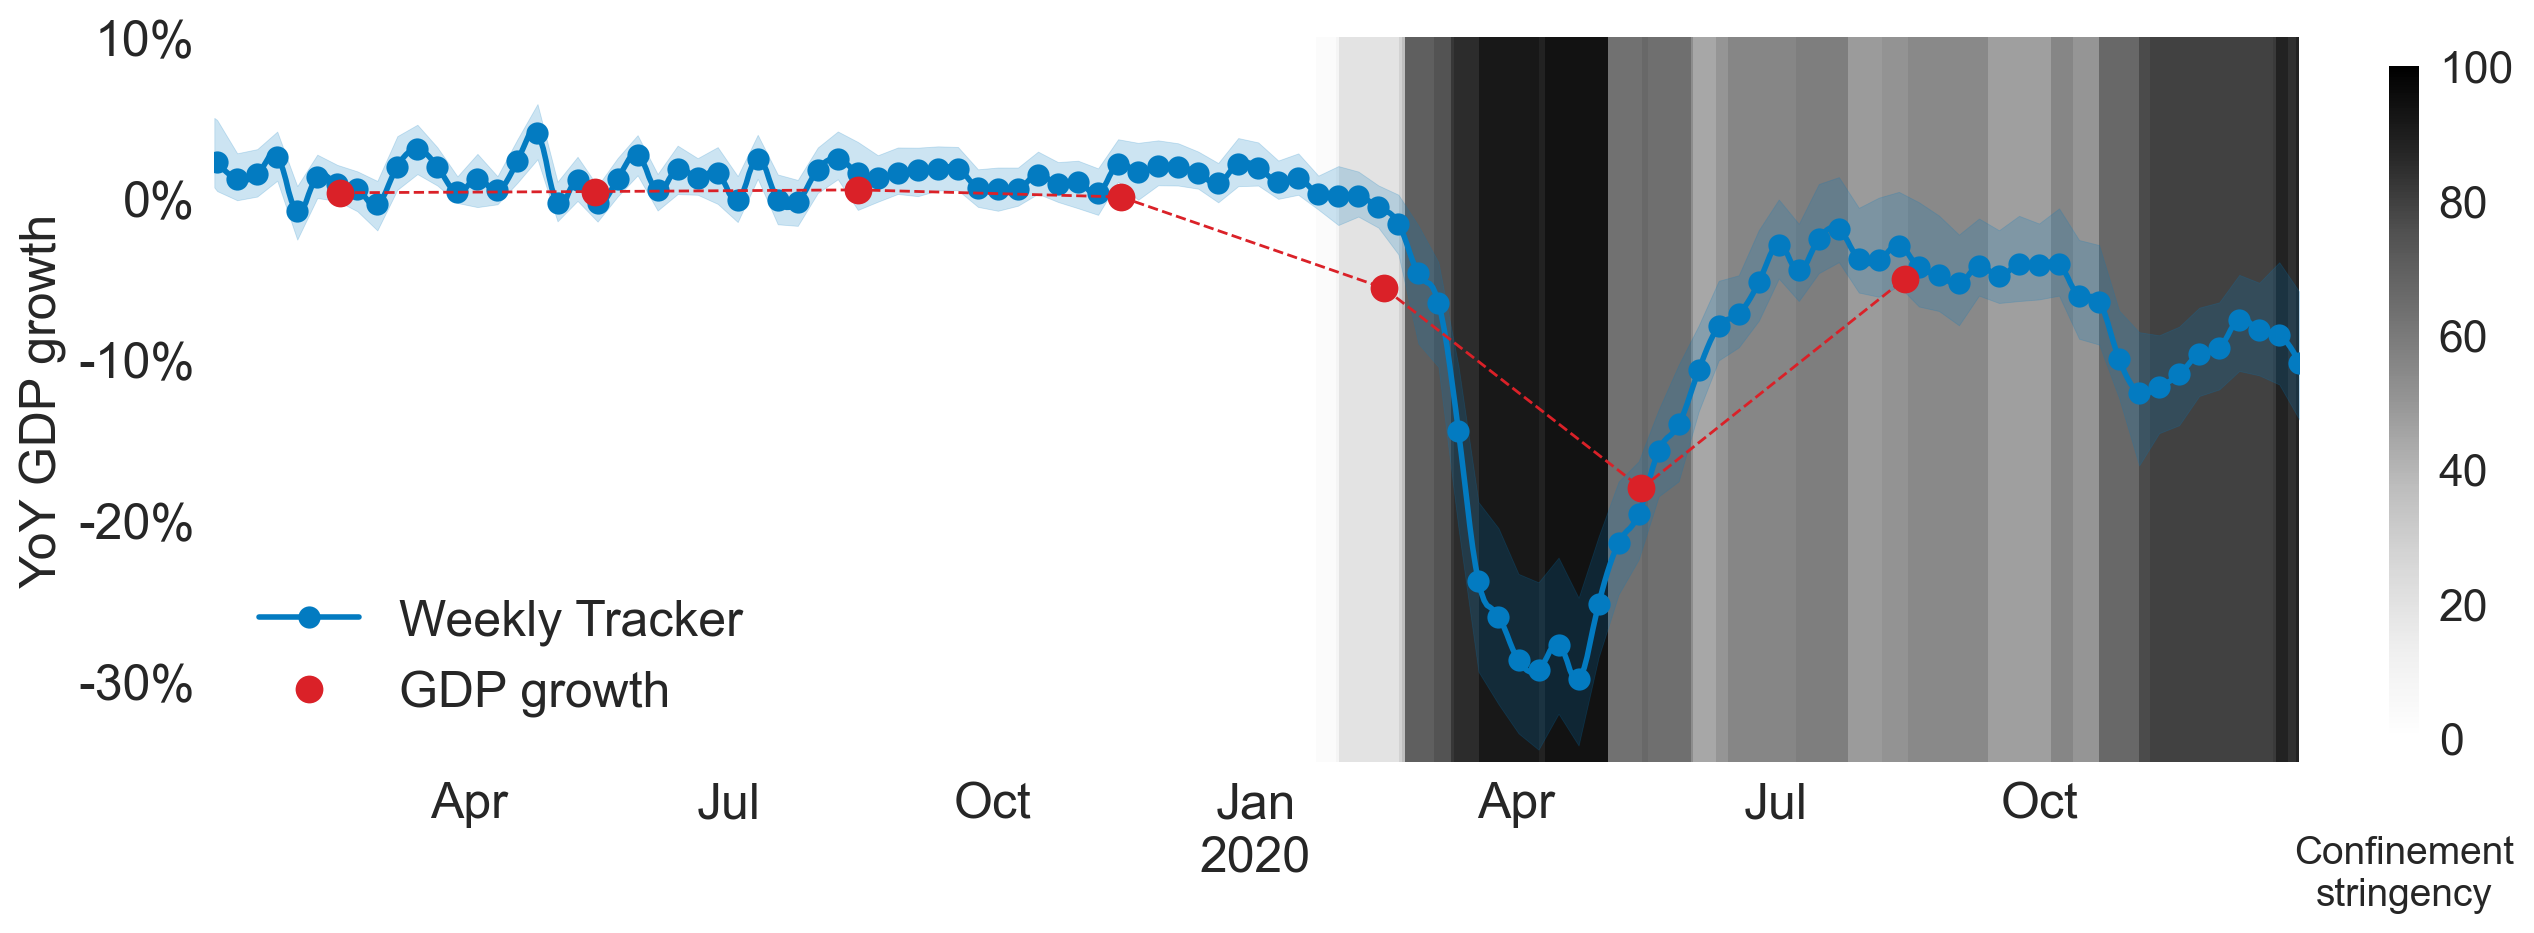 10%
0%
-10%
-20%
-30%
YoY GDP growth
Weekly Tracker
GDP growth
Apr
Jul
Oct
Jan
2020
Apr
Jul
Oct
100
80
60
40
20
0
Confinement
stringency